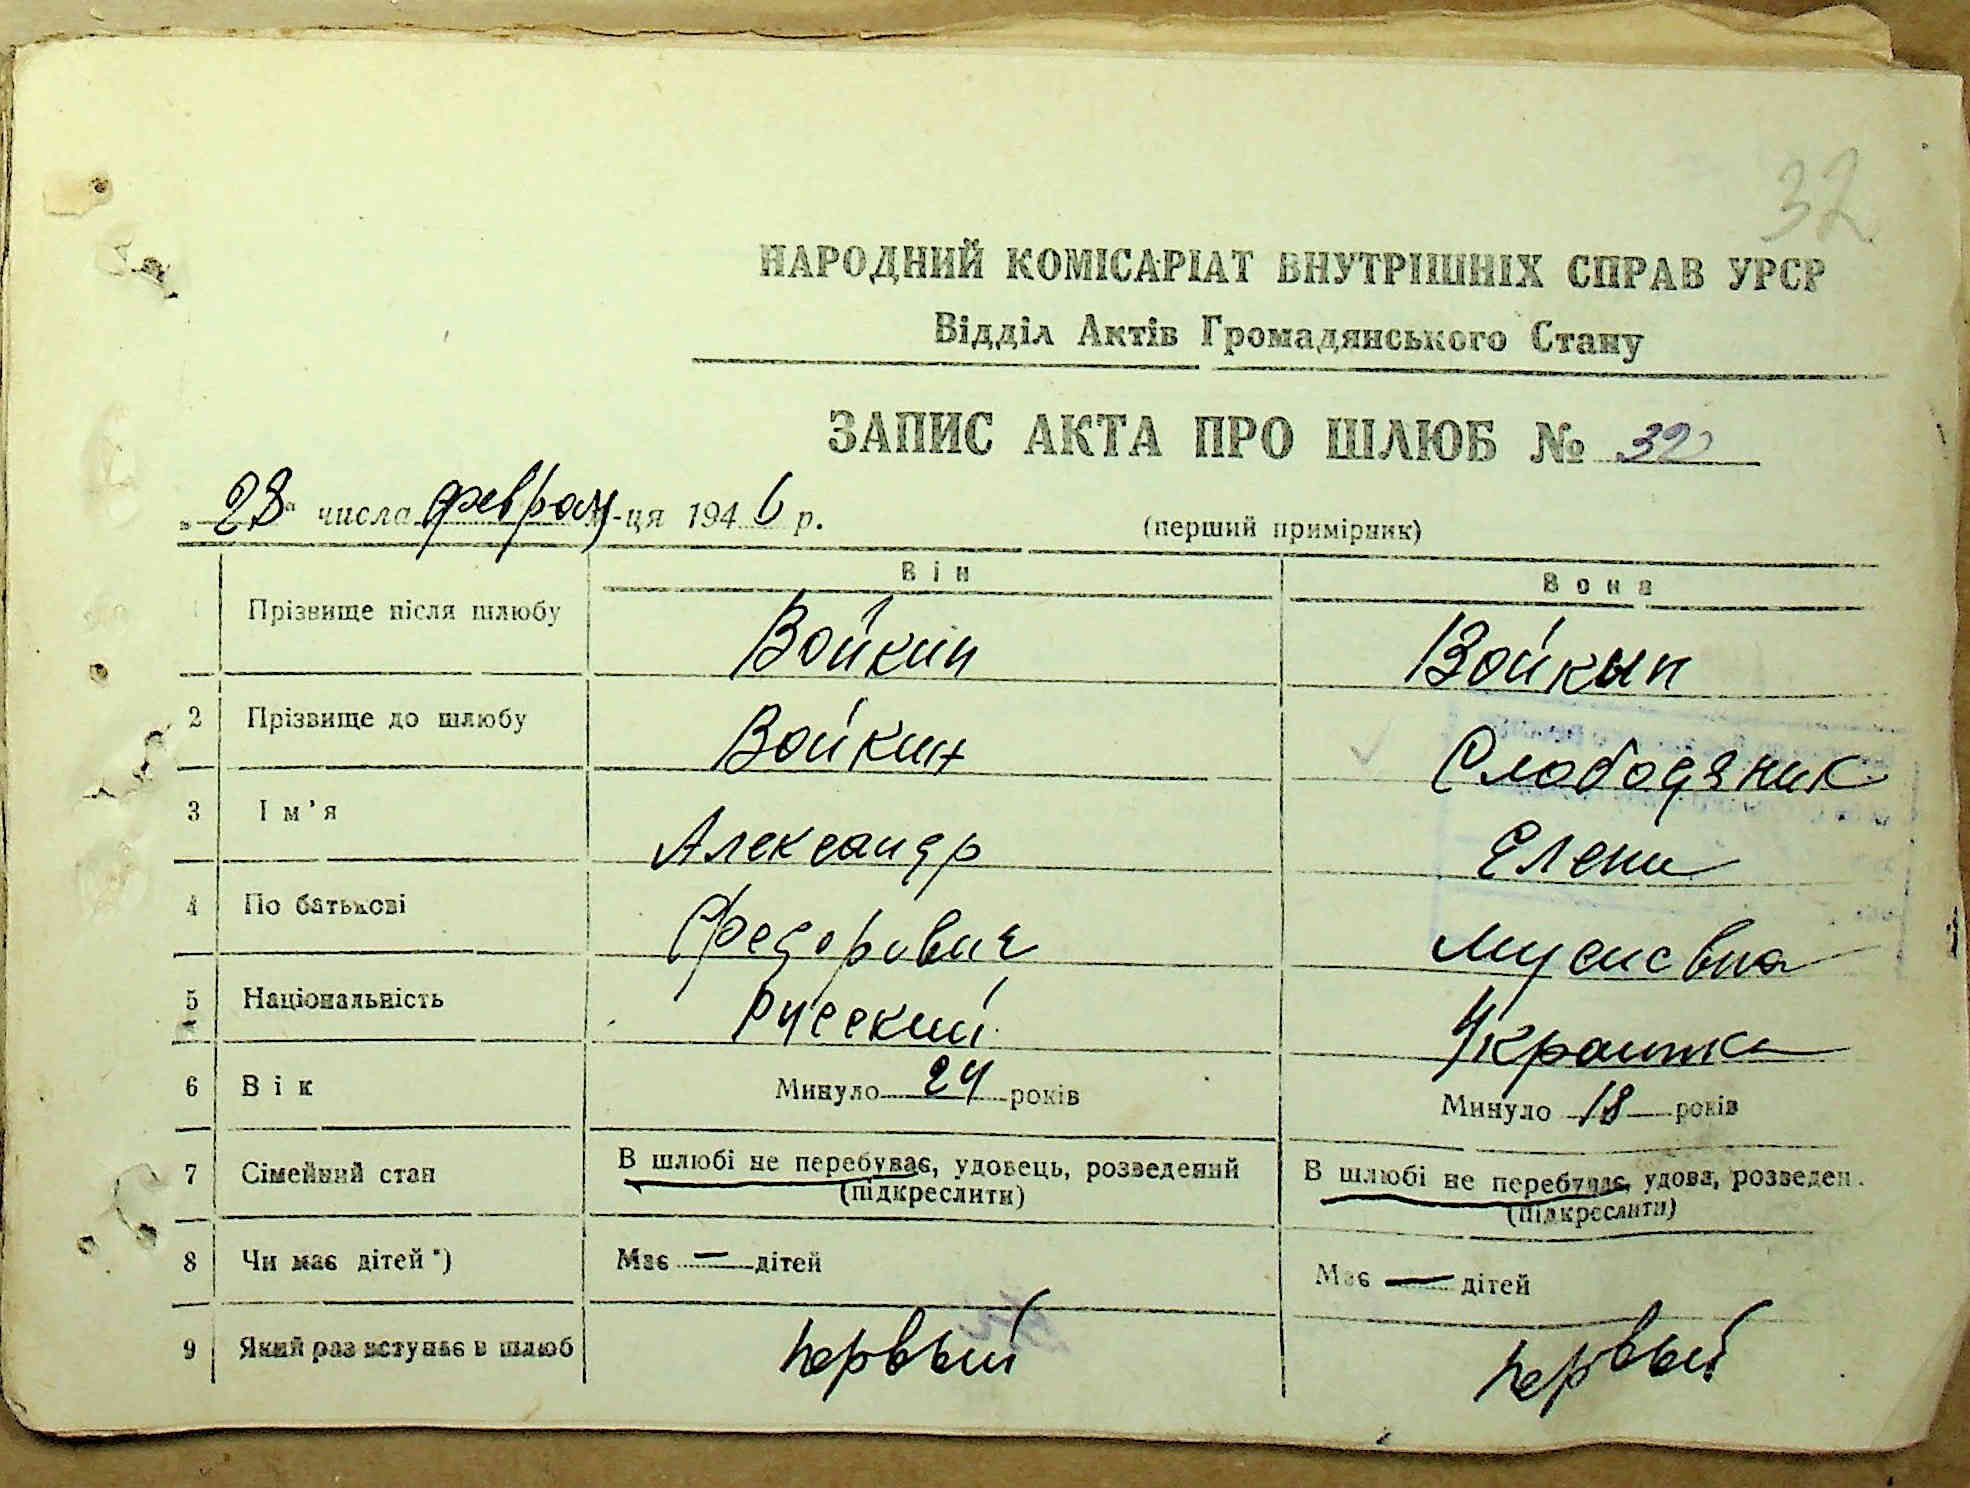 32
НАРОДНИЙ КОМІСАРІАТ ВНУТРІШНІХ СПРАВ УРСР
Відділ Актів Громадянського Стану
ЗАПИС АКТА ПРО ШЛЮБ № 32
„28" числа феврал м-ця 1946 р.
(перший примірник)
Він Вона
1 Прізвище після шлюбу Войкин Войкын
2 Прізвище до шлюбу Войкин Слободяник
3 Ім'я Александр Елена
4 По батькові Федорович Мусиевна
5 Національність Русский Украинка
6 Вік Минуло 24 років Минуло 18 років
7 Сімейний стан В шлюбі не перебуває, удовець, розведений В шлюбі не перебуває, удова, розведен.
(підкреслити) (підкреслити)
8 Чи має дітей *) Має — дітей Має — дітей
9 Який раз вступає в шлюб первый первый